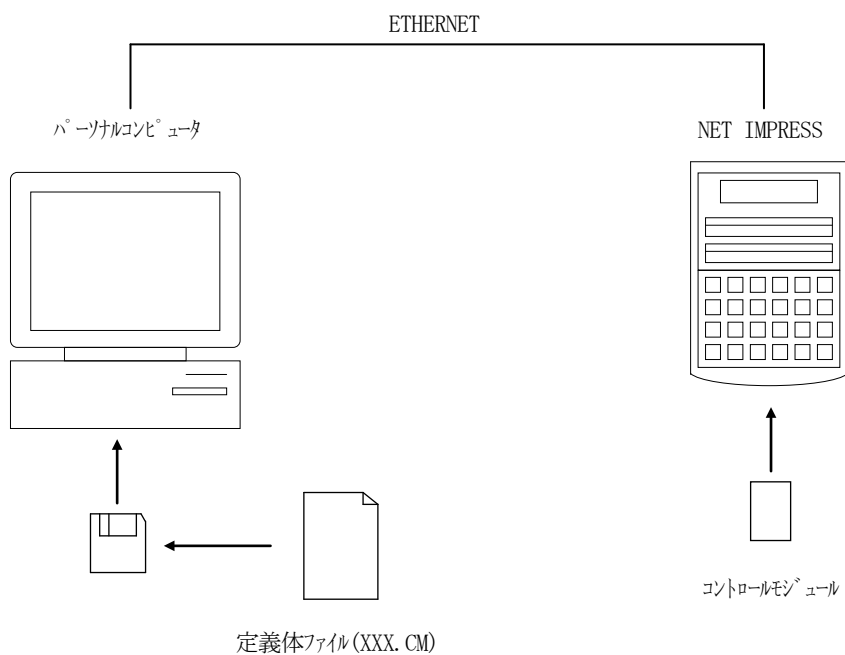 ETHERNET
ﾊﾟｰｿﾅﾙｺﾝﾋﾟｭｰﾀ
NET IMPRESS
ｺﾝﾄﾛｰﾙﾓｼﾞｭｰﾙ
定義体ﾌｧｲﾙ(XXX.CM)